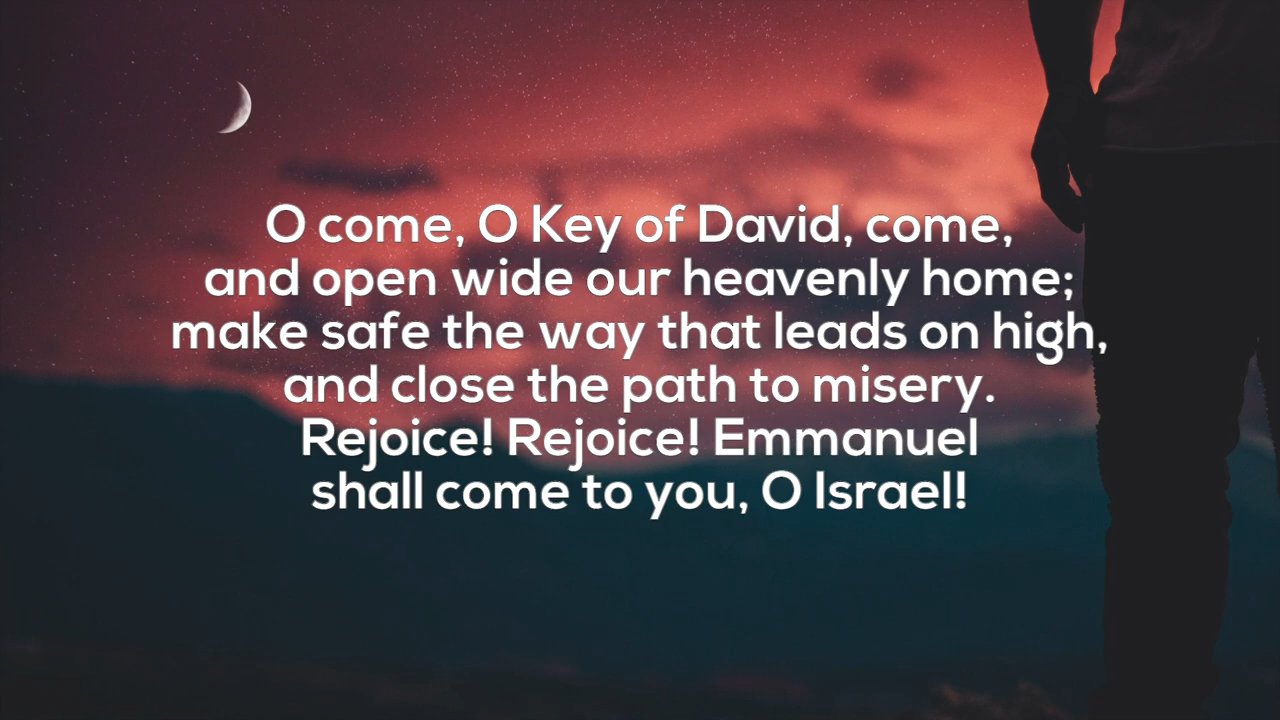 O come, O Key of David, come,
and open wide our heavenly home;
make safe the way that leads on high,
and close the path to misery.
Rejoice! Rejoice! Emmanuel
shall come to you, O Israel!